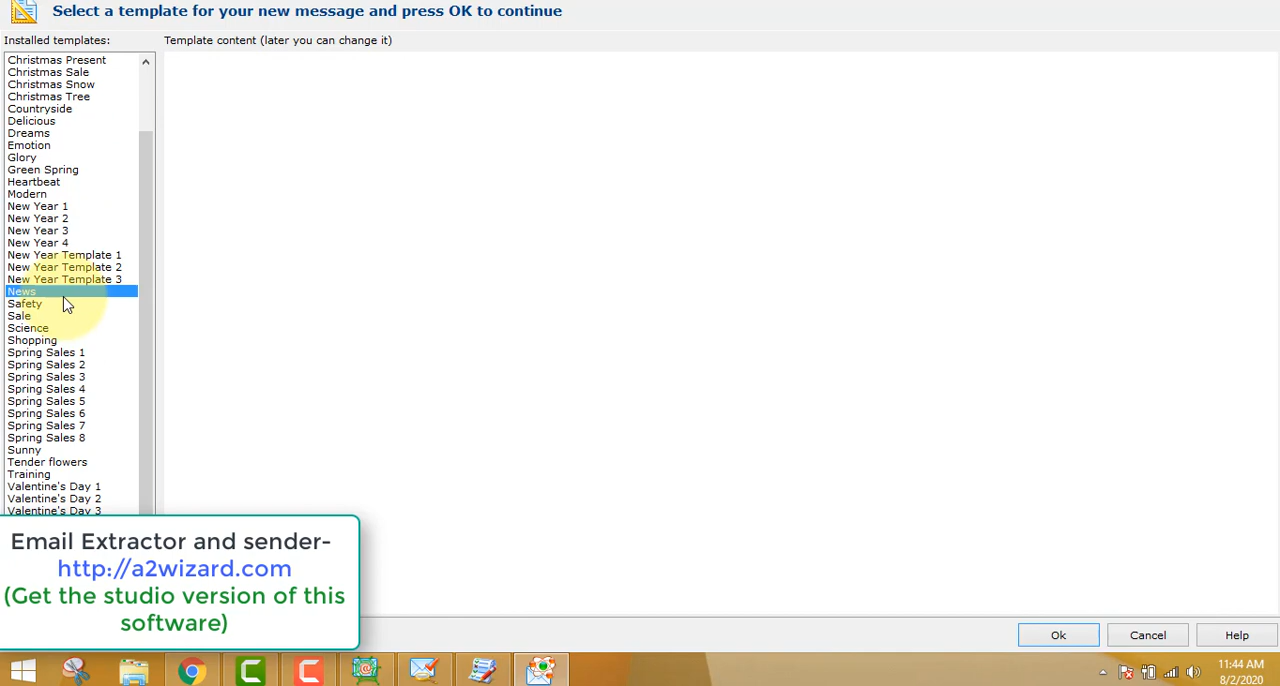 Select a template for your new message and press OK to continue
Installed templates:
Template content (later you can change it)
Christmas Present
Christmas Sale
Christmas Snow
Christmas Tree
Countryside
Delicious
Dreams
Emotion
Glory
Green Spring
Heartbeat
Modern
New Year 1
New Year 2
New Year 3
New Year 4
New Year Template 1
New Year Template 2
New Year Template 3
News
Safety
Sale
Science
Shopping
Spring Sales 1
Spring Sales 2
Spring Sales 3
Spring Sales 4
Spring Sales 5
Spring Sales 6
Spring Sales 7
Spring Sales 8
Sunny
Tender flowers
Training
Valentine's Day 1
Valentine's Day 2
Valentine's Day 3
Email Extractor and sender-
http://a2wizard.com
(Get the studio version of this
software)
Ok
Cancel
Help
11:44 AM
8/2/2020